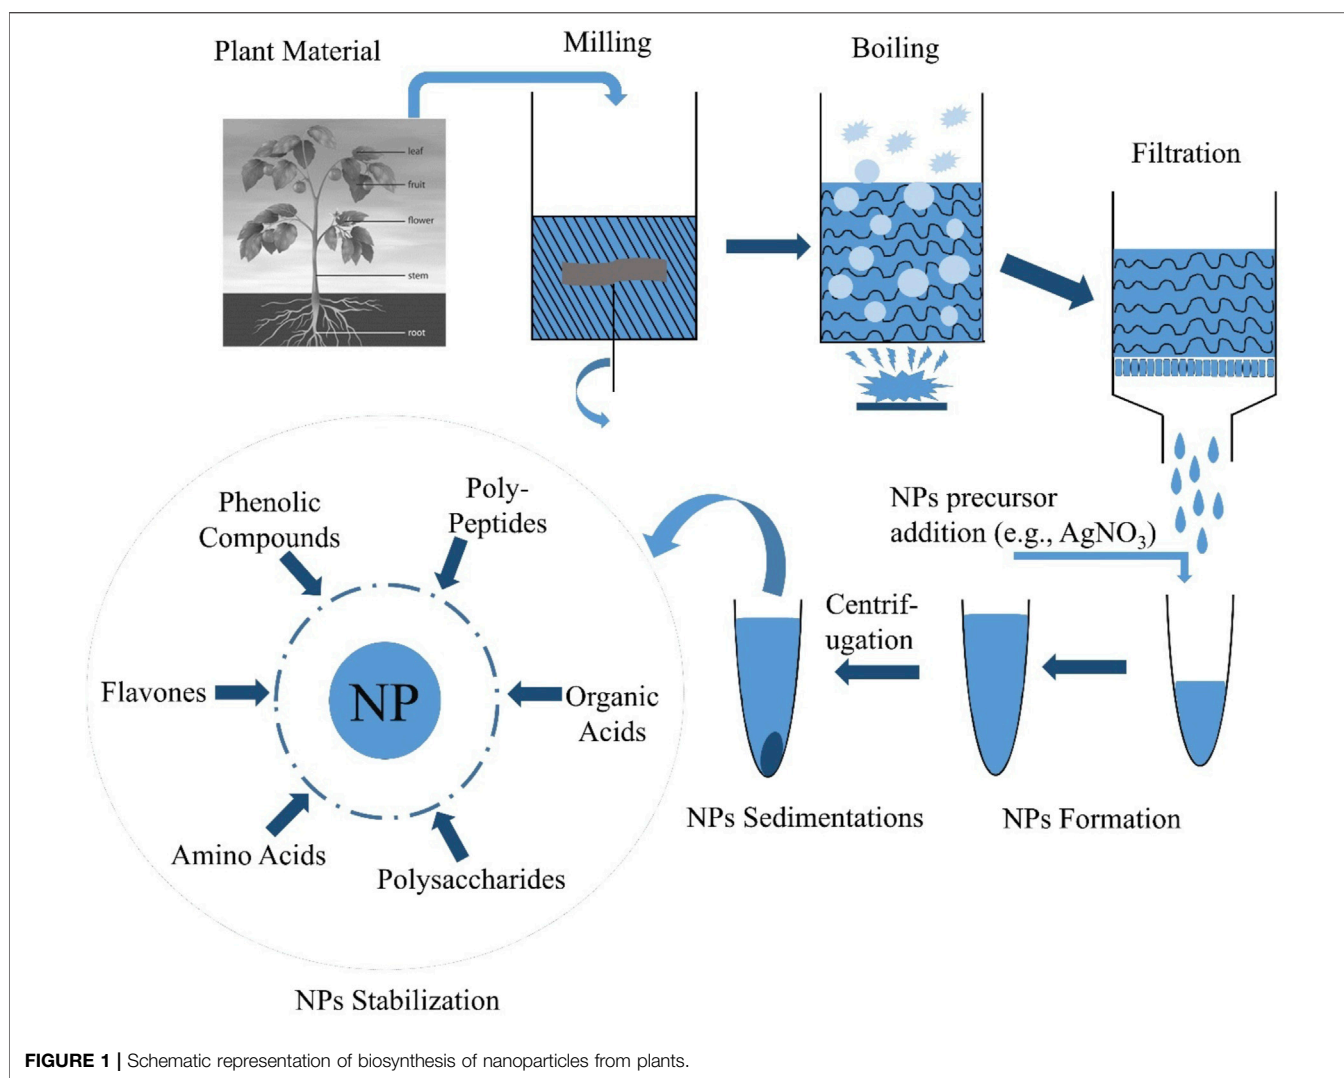 Plant Material
Milling
Boiling
Filtration
leaf
fruit
flower
stem
root
NPs precursor
addition (e.g., AgNO₃)
Centrif-
ugation
NPs Formation
NPs Sedimentations
Phenolic
Compounds
Poly-
Peptides
Flavones
NP
Organic
Acids
Amino Acids
Polysaccharides
NPs Stabilization
FIGURE 1 | Schematic representation of biosynthesis of nanoparticles from plants.